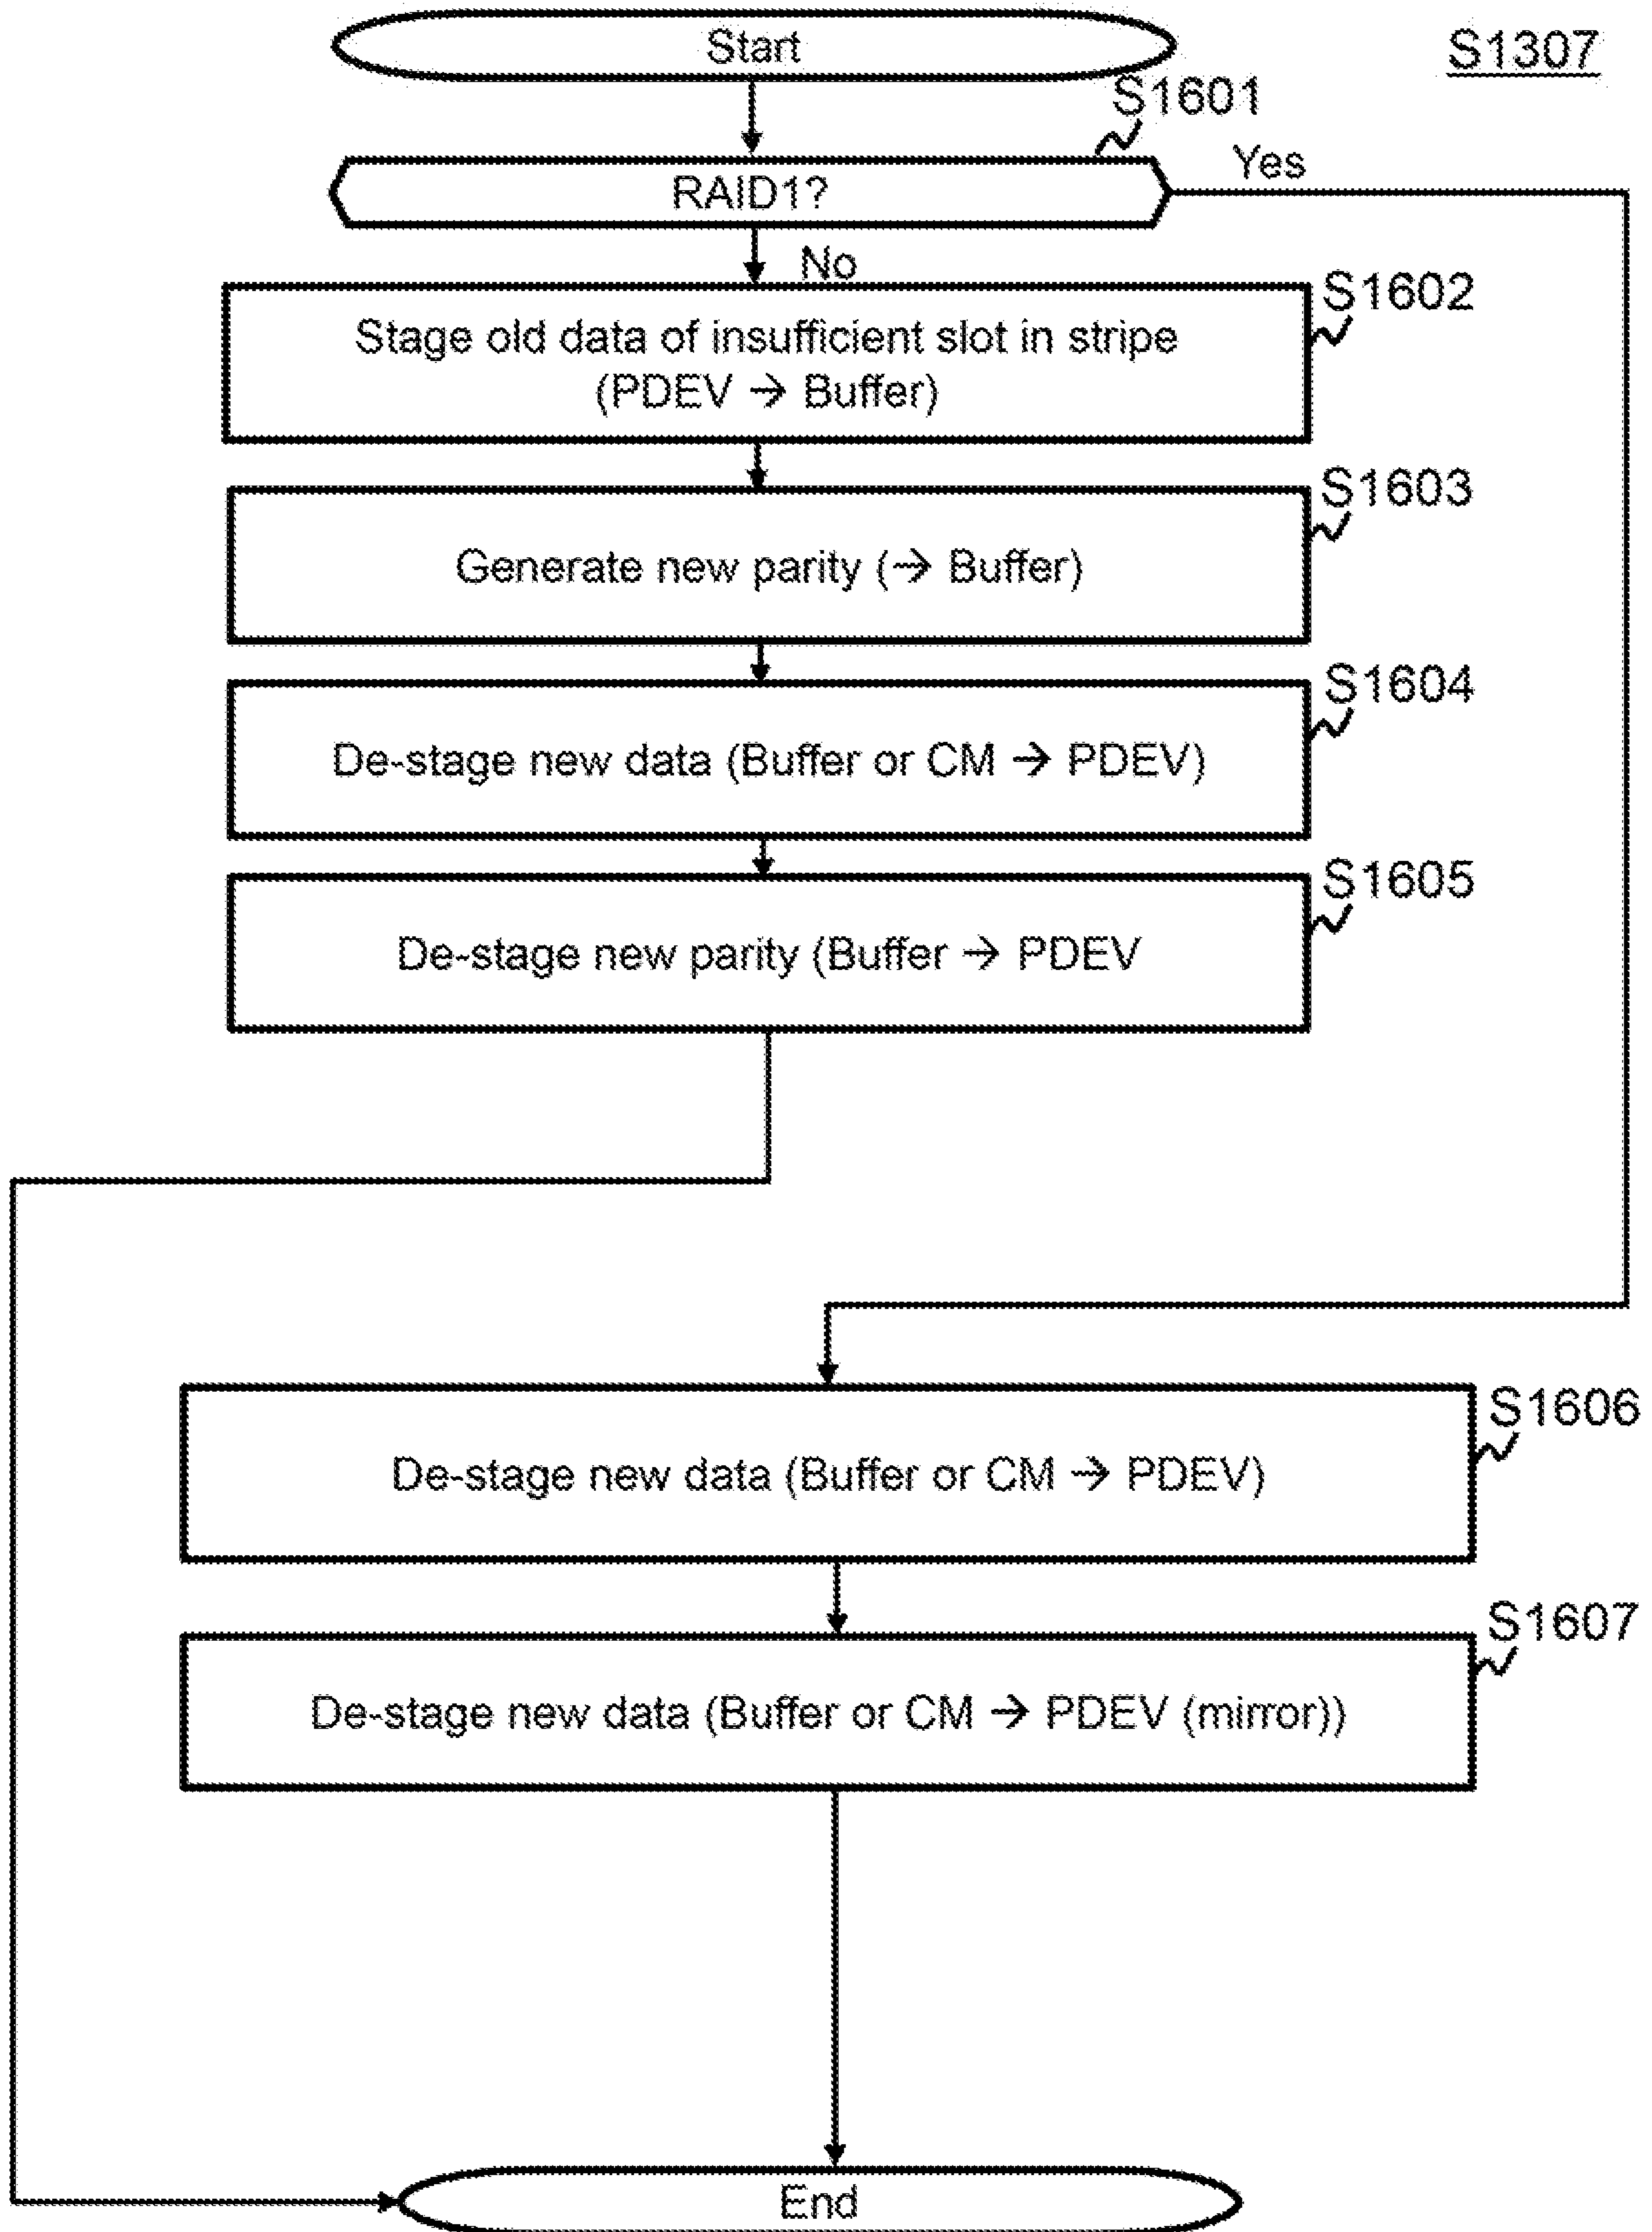 Start
S1307
S1601
RAID1?
Yes
No
S1602
Stage old data of insufficient slot in stripe
(PDEV → Buffer)
S1603
Generate new parity (→ Buffer)
S1604
De-stage new data (Buffer or CM → PDEV)
S1605
De-stage new parity (Buffer → PDEV
S1606
De-stage new data (Buffer or CM → PDEV)
S1607
De-stage new data (Buffer or CM → PDEV (mirror))
End